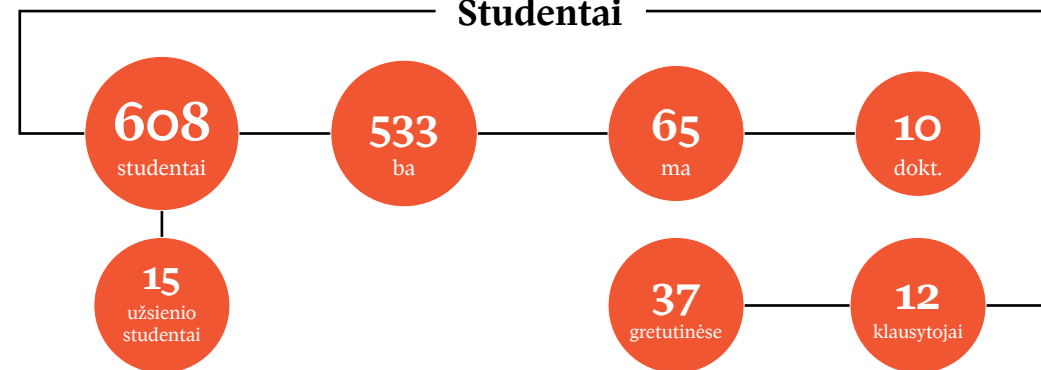 Studentai
608
studentai
533
ba
65
ma
10
dokt.
15
užsienio
studentai
37
gretutinėse
12
klausytojai